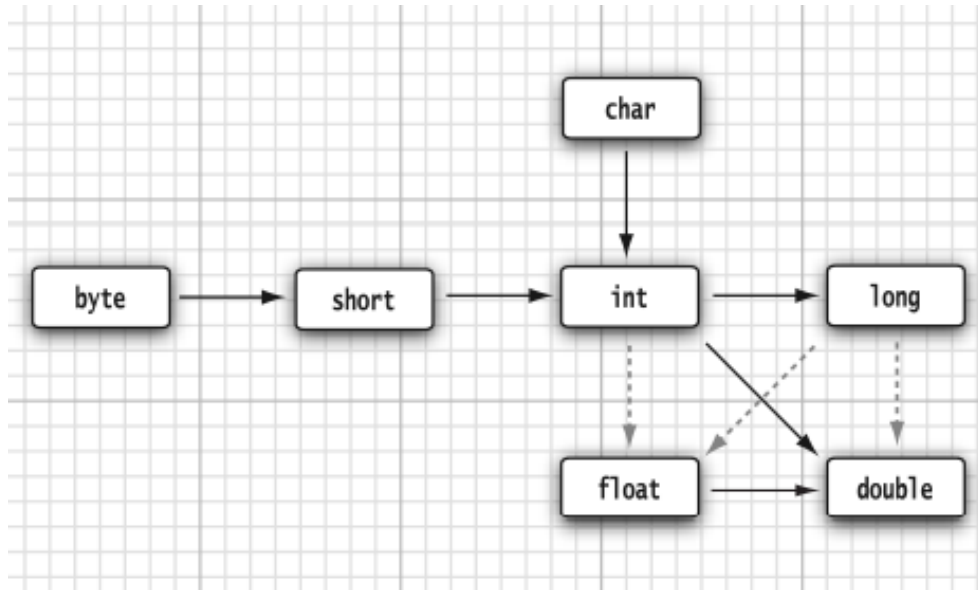 char
byte
short
int
long
float
double